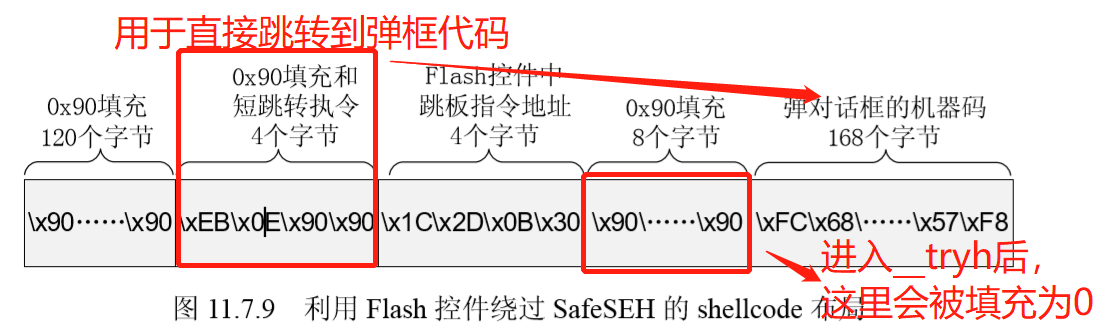 用于直接跳转到弹框代码
0x90填充
120个字节
0x90填充和
短跳转执令
4个字节
Flash控件中
跳板指令地址
4个字节
0x90填充
8个字节
弹对话框的机器码
168个字节
\x90……\x90
\xEB\x0E\x90\x90
\x1C\x2D\x0B\x30
\x90\……\x90
\xFC\x68\……\x57\xF8
进入__tryh后，
这里会被填充为0
图 11.7.9 利用 Flash 控件绕过 SafeSEH 的 shellcode 布局